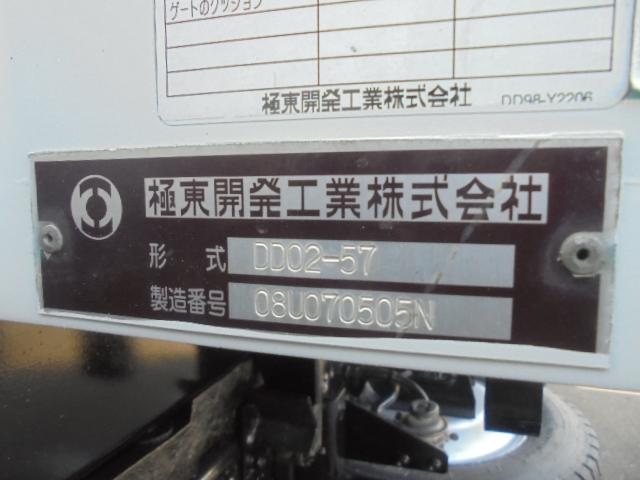 ゲートのクッション
極東開発工業株式会社 DD98-Y2206
極東開発工業株式会社
形式 DD02-57
製造番号 08U070505N